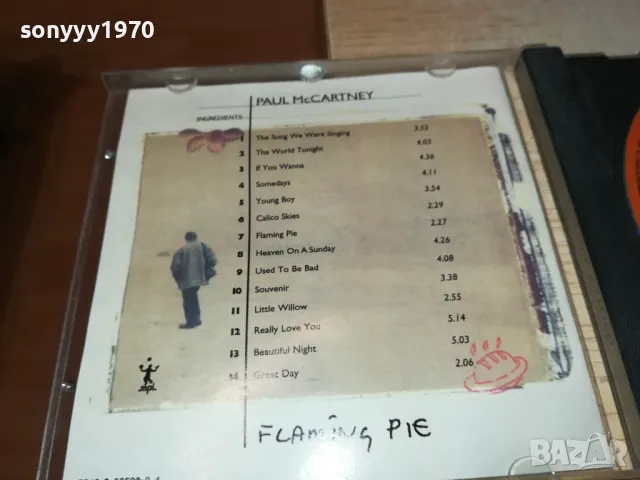 sonyyy1970
PAUL McCARTNEY
INGREDIENTS
1 The Song We Were Singing 3.53
2 The World Tonight 4.03
3 If You Wanna 4.36
4 Somedays 4.11
5 Young Boy 3.54
6 Calico Skies 2.29
7 Flaming Pie 2.27
8 Heaven On A Sunday 4.26
9 Used To Be Bad 4.08
10 Souvenir 3.38
11 Little Willow 2.55
12 Really Love You 5.14
13 Beautiful Night 5.03
14 Great Day 2.06
FLAMING PIE
BAZAR